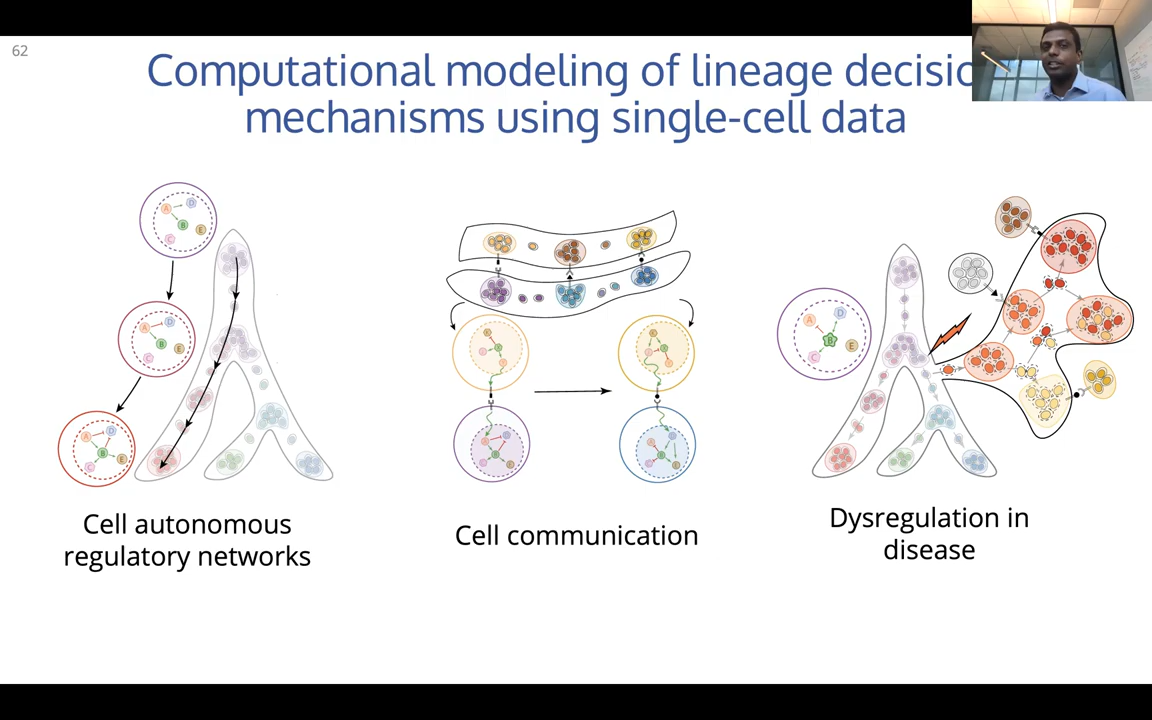 62
Computational modeling of lineage decisio
mechanisms using single-cell data
A
D
B
C
E
A
D
B
C
E
A
D
B
C
E
A
D
B
C
E
Cell autonomous
regulatory networks
Cell communication
Dysregulation in
disease